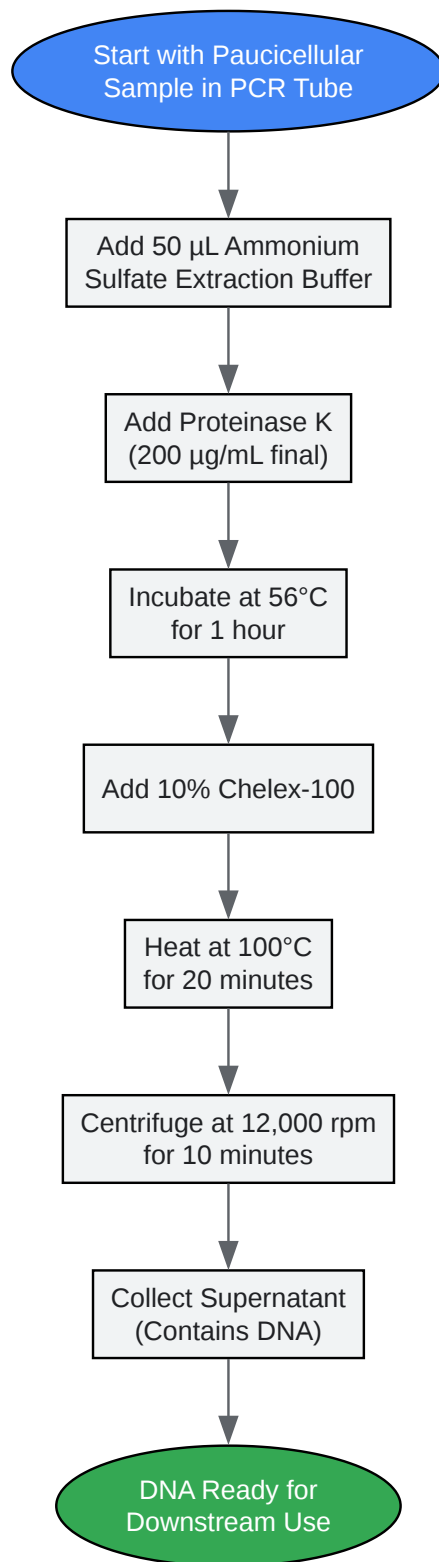 Start with Paucicellular
Sample in PCR Tube
Add 50 µL Ammonium
Sulfate Extraction Buffer
Add Proteinase K
(200 µg/mL final)
Incubate at 56°C
for 1 hour
Add 10% Chelex-100
Heat at 100°C
for 20 minutes
Centrifuge at 12,000 rpm
for 10 minutes
Collect Supernatant
(Contains DNA)
DNA Ready for
Downstream Use